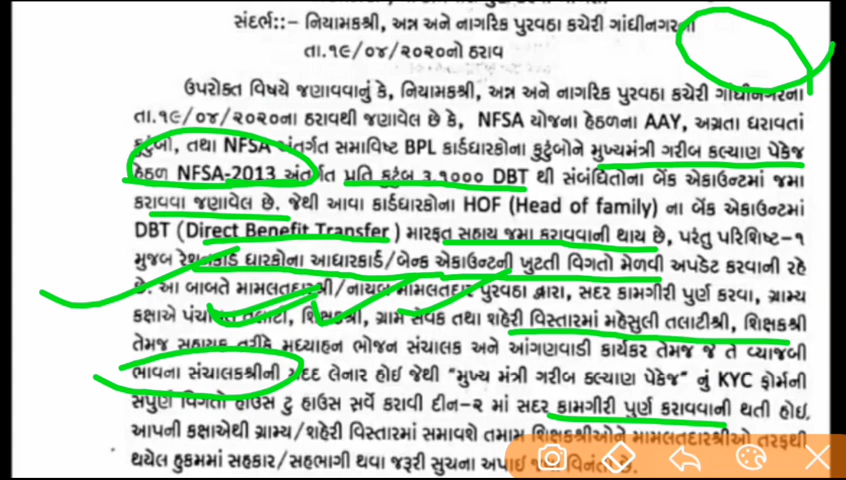 સંદર્ભ::- નિયામકશ્રી, અન્ન અને નાગરિક પુરવઠા કચેરી ગાંધીનગરના
તા.૧૯/૦૪/૨૦૨૦નો ઠરાવ
ઉપરોક્ત વિષયે જણાવવાનું કે, નિયામકશ્રી, અન્ન અને નાગરિક પુરવઠા કચેરી ગાંધીનગરના
તા.૧૯/૦૪/૨૦૨૦ના ઠરાવથી જણાવેલ છે કે, NFSA યોજના હેઠળના AAY, અગ્રતા ધરાવતાં
કુટુંબો, તથા NFSA અંતર્ગત સમાવિષ્ટ BPL કાર્ડધારકોના કુટુંબોને મુખ્યમંત્રી ગરીબ કલ્યાણ પેકેજ
હેઠળ NFSA-2013 અંતર્ગત પ્રતિ કુટુંબ રૂ.૧૦૦૦ DBT થી સંબંધિતોના બેંક એકાઉન્ટમાં જમા
કરાવવા જણાવેલ છે. જેથી આવા કાર્ડધારકોના HOF (Head of family) ના બેંક એકાઉન્ટમાં
DBT (Direct Benefit Transfer) મારફત સહાય જમા કરાવવાની થાય છે, પરંતુ પરિશિષ્ટ-૧
મુજબ રેશનકાર્ડ ધારકોના આધારકાર્ડ/બેન્ક એકાઉન્ટની ખુટતી વિગતો મેળવી અપડેટ કરવાની રહે
છે. આ બાબતે મામલતદારશ્રી/નાયબ મામલતદાર પુરવઠા દ્વારા, સદર કામગીરી પુર્ણ કરવા, ગ્રામ્ય
કક્ષાએ પંચાયત તલાટી, શિક્ષકશ્રી, ગ્રામ સેવક તથા શહેરી વિસ્તારમાં મહેસુલી તલાટીશ્રી, શિક્ષકશ્રી
તેમજ સહાયક તરીકે મધ્યાહન ભોજન સંચાલક અને આંગણવાડી કાર્યકર તેમજ જે તે વ્યાજબી
ભાવના સંચાલકશ્રીની મદદ લેનાર હોઇ જેથી "મુખ્ય મંત્રી ગરીબ કલ્યાણ પેકેજ" નું KYC ફોર્મની
સંપુર્ણ વિગતો હાઉસ ટુ હાઉસ સર્વે કરાવી દીન-૨ માં સદર કામગીરી પુર્ણ કરાવવાની થતી હોઇ,
આપની કક્ષાએથી ગ્રામ્ય/શહેરી વિસ્તારમાં સમાવશે તમામ શિક્ષકશ્રીઓને મામલતદારશ્રીઓ તરફથી
થયેલ હુકમમાં સહકાર/સહભાગી થવા જરૂરી સુચના વિનંતી છે.